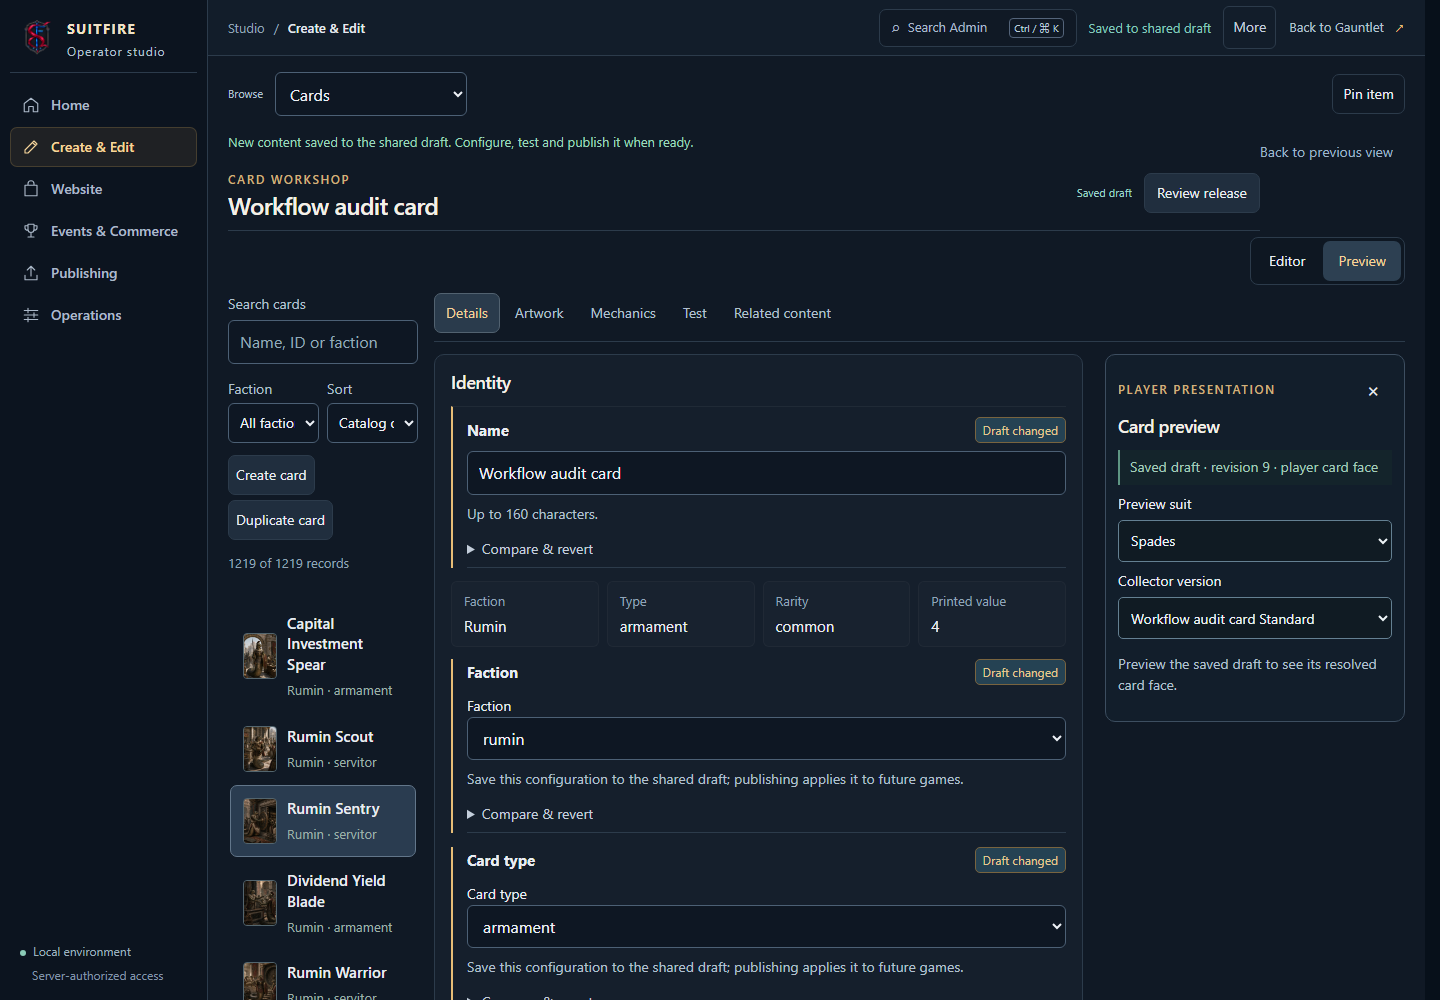 SUITFIRE
Operator studio
Home
Create & Edit
Website
Events & Commerce
Publishing
Operations
Local environment
Server-authorized access
Studio / Create & Edit
Search Admin Ctrl / ⌘ K
Saved to shared draft
More
Back to Gauntlet ↗
Browse
Cards
Pin item
New content saved to the shared draft. Configure, test and publish it when ready.
Back to previous view
CARD WORKSHOP
Workflow audit card
Saved draft
Review release
Editor
Preview
Search cards
Name, ID or faction
Faction
Sort
All factio
Catalog
Create card
Duplicate card
1219 of 1219 records
Capital
Investment
Spear
Rumin · armament
Rumin Scout
Rumin · servitor
Rumin Sentry
Rumin · servitor
Dividend Yield
Blade
Rumin · armament
Rumin Warrior
Rumin · servitor
Details
Artwork
Mechanics
Test
Related content
Identity
Name
Draft changed
Workflow audit card
Up to 160 characters.
Compare & revert
Faction
Rumin
Type
armament
Rarity
common
Printed value
4
Faction
Draft changed
Faction
rumin
Save this configuration to the shared draft; publishing applies it to future games.
Compare & revert
Card type
Draft changed
Card type
armament
Save this configuration to the shared draft; publishing applies it to future games.
PLAYER PRESENTATION
×
Card preview
Saved draft · revision 9 · player card face
Preview suit
Spades
Collector version
Workflow audit card Standard
Preview the saved draft to see its resolved
card face.